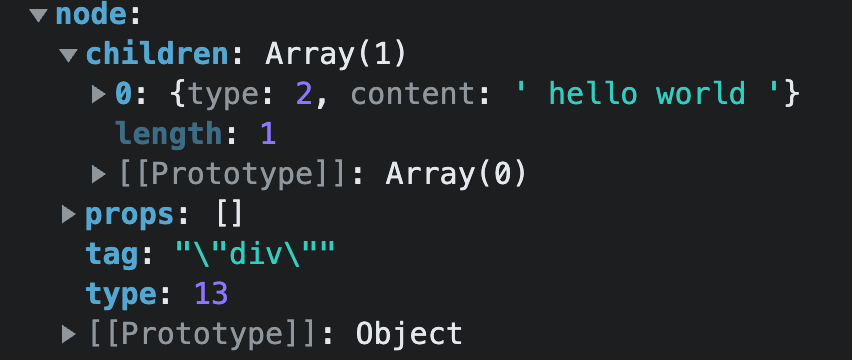 ▼ node:
▼ children: Array(1)
▶ 0: {type: 2, content: ' hello world '}
length: 1
▶ [[Prototype]]: Array(0)
▶ props: []
tag: "\"div\""
type: 13
▶ [[Prototype]]: Object